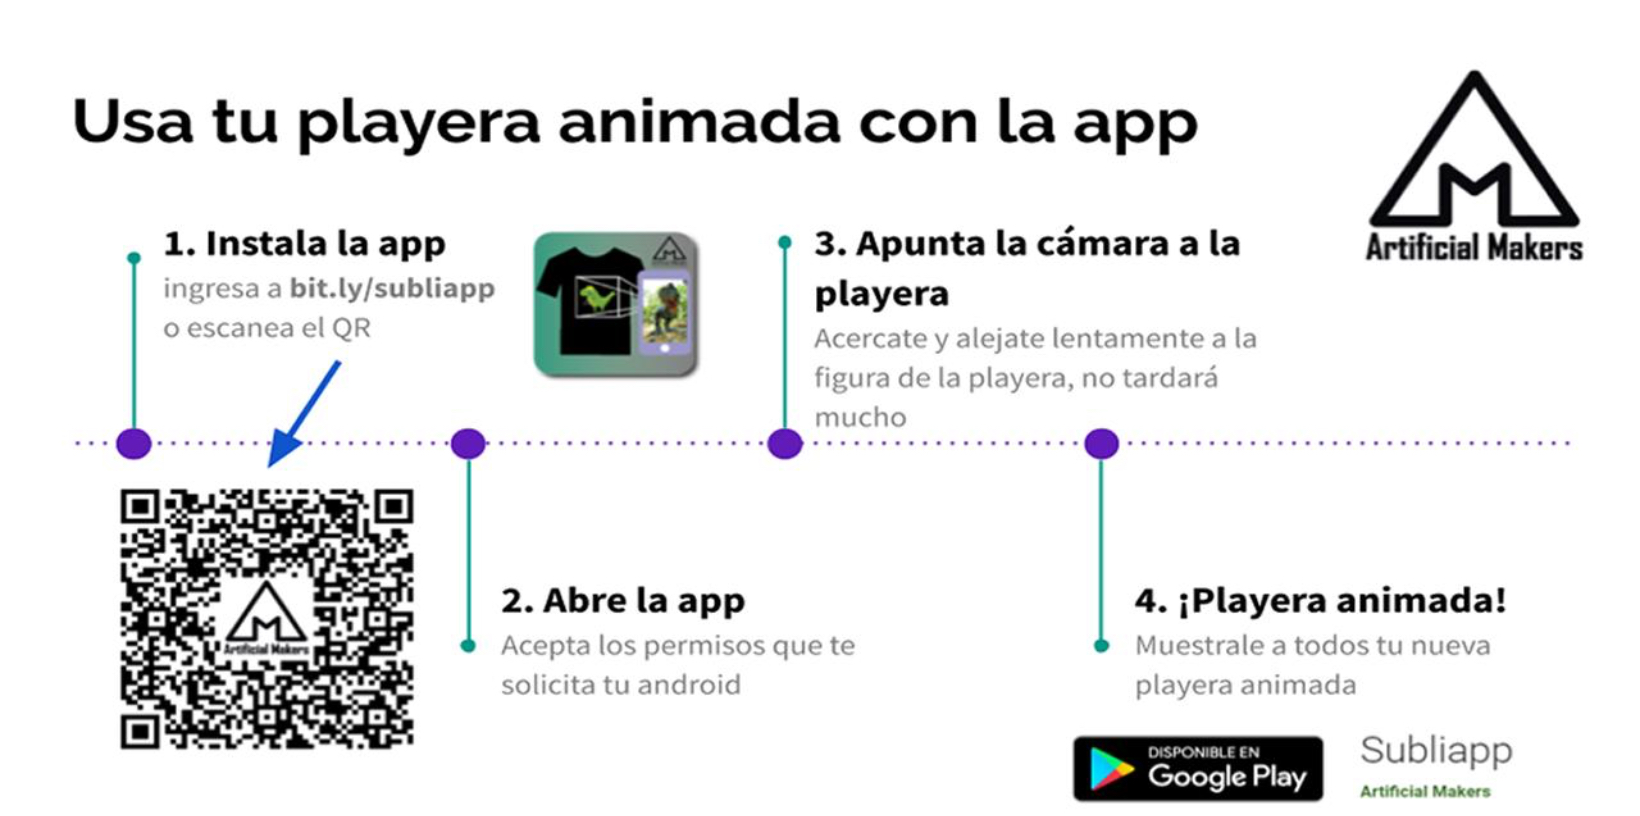 Usa tu playera animada con la app
Artificial Makers
1. Instala la app
ingresa a bit.ly/subliapp
o escanea el QR
2. Abre la app
Acepta los permisos que te
solicita tu android
3. Apunta la cámara a la
playera
Acercate y alejate lentamente a la
figura de la playera, no tardará
mucho
4. ¡Playera animada!
Muestrale a todos tu nueva
playera animada
Artificial Makers
DISPONIBLE EN
Google Play
Subliapp
Artificial Makers